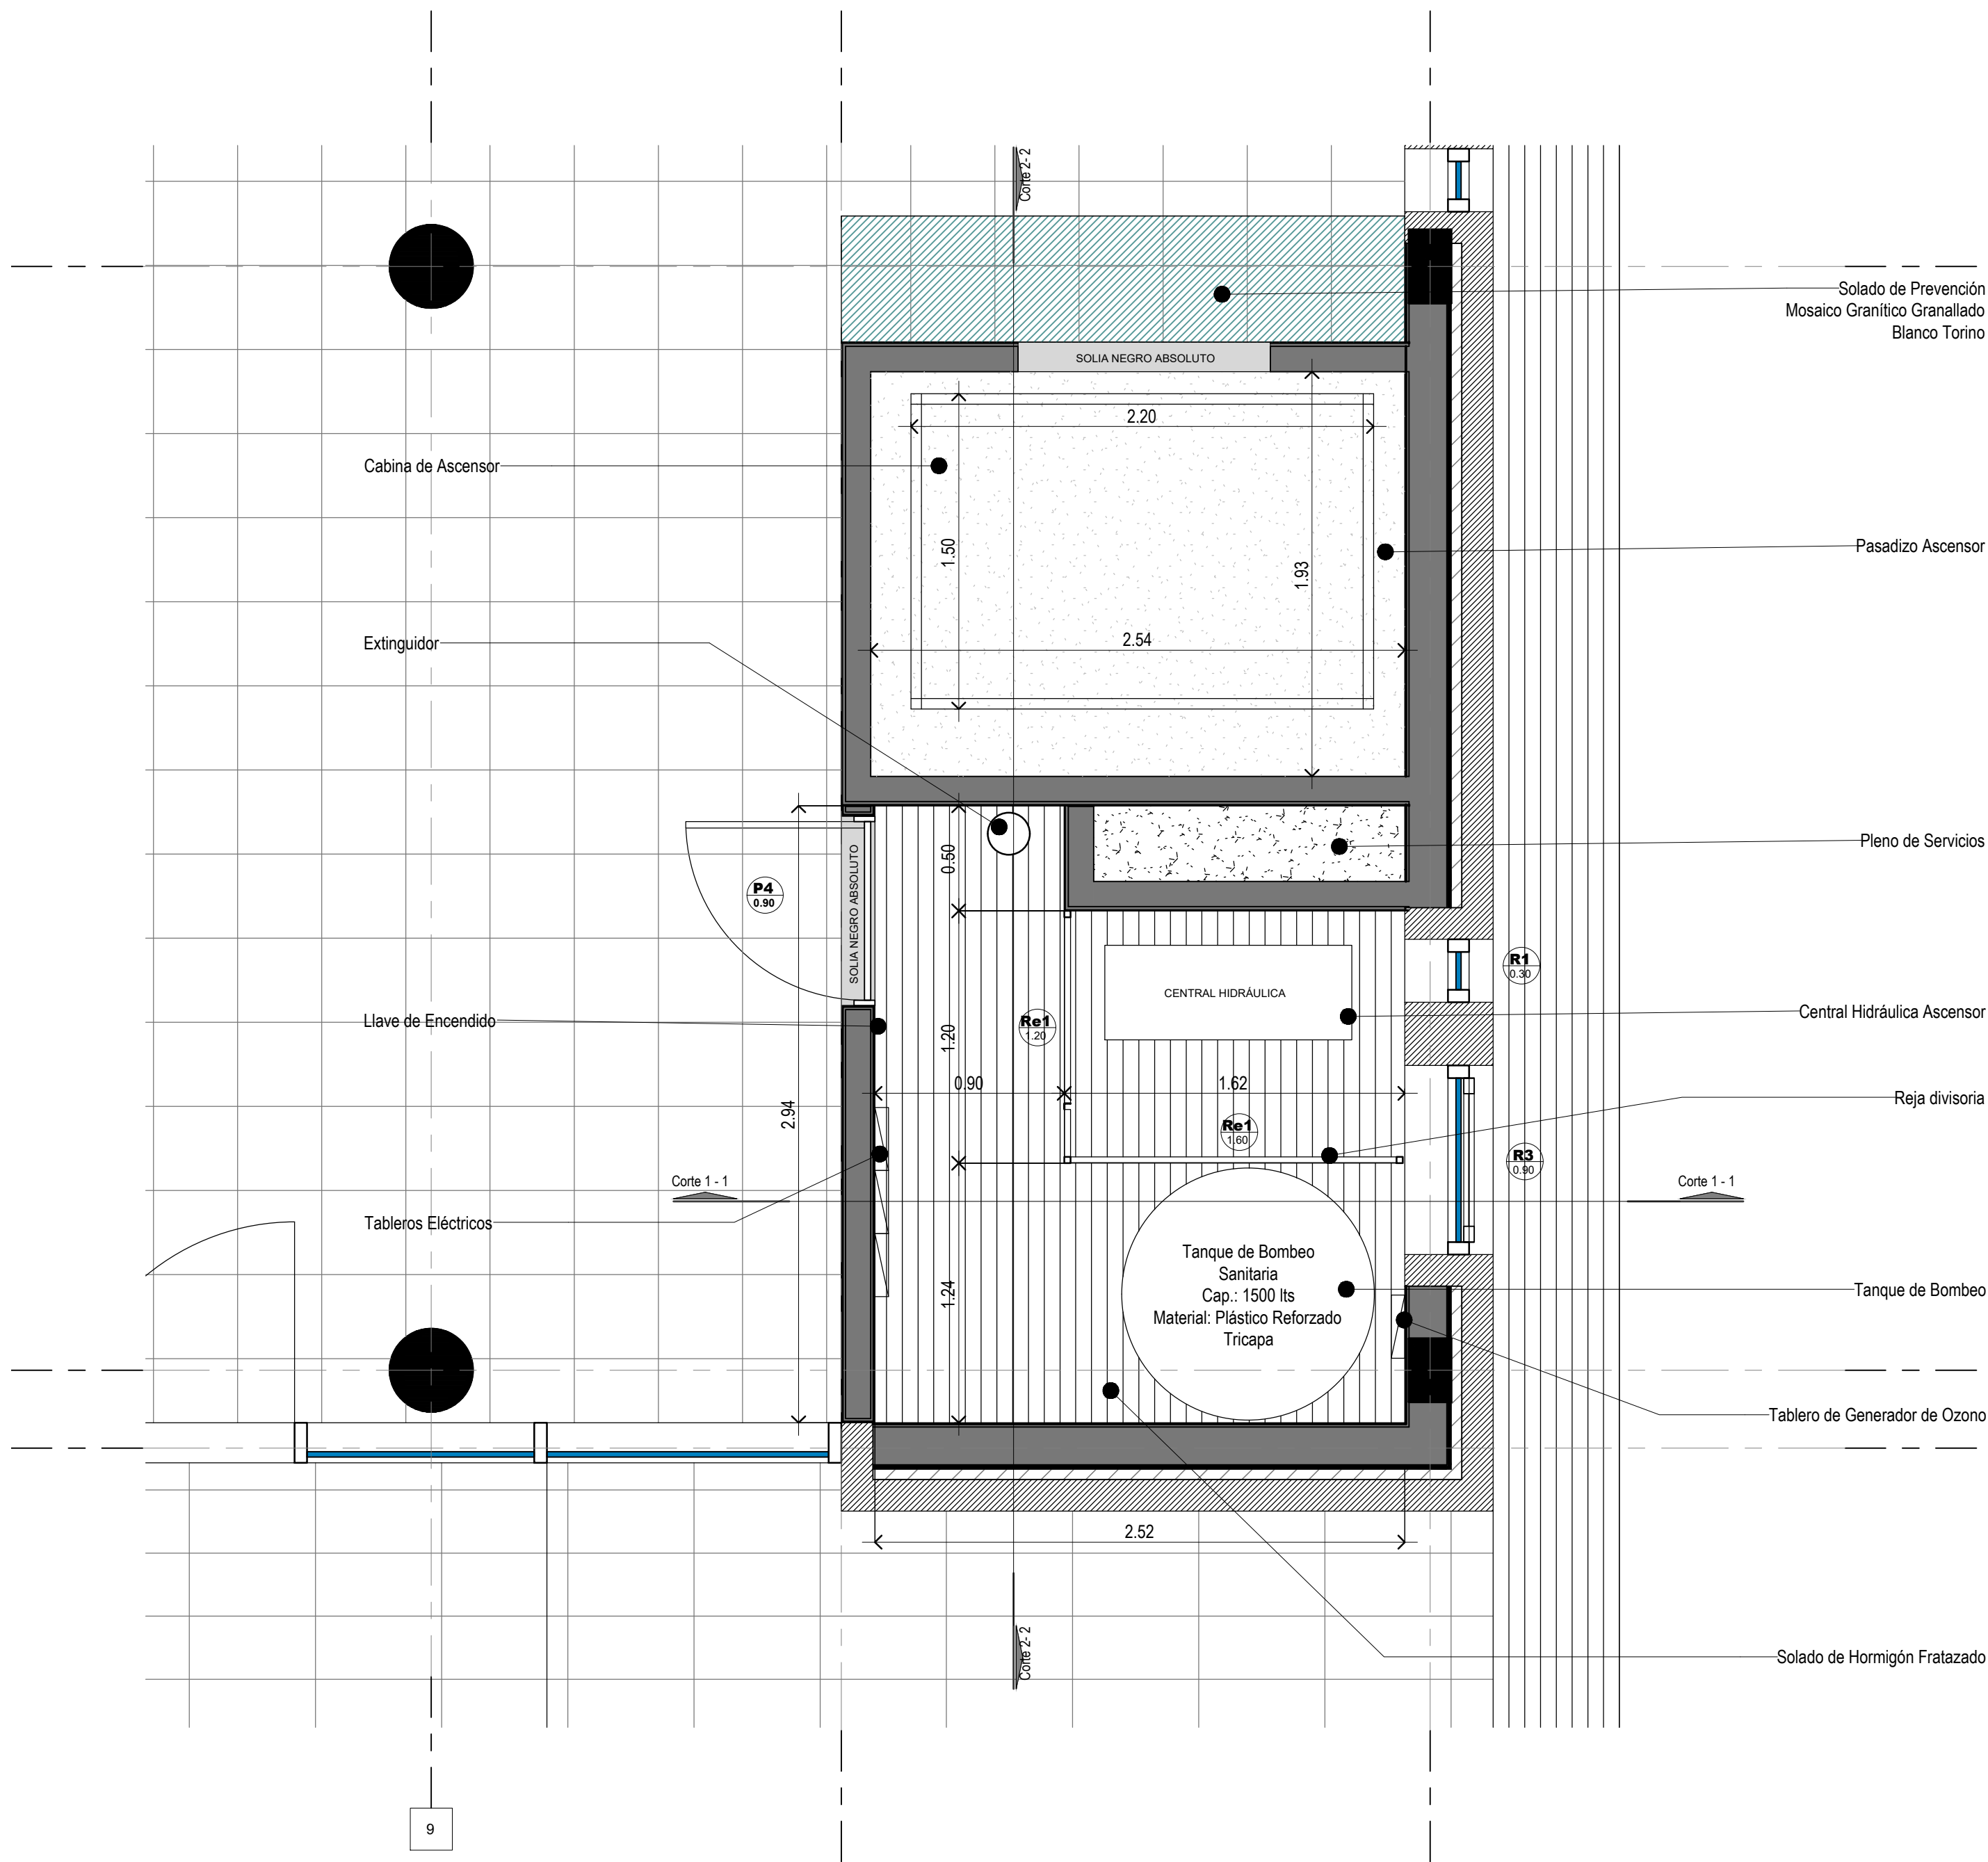 Corte 2- 2
Solado de Prevención
Mosaico Granítico Granallado
Blanco Torino
SOLIA NEGRO ABSOLUTO
2.20
Cabina de Ascensor
1.50
1.93
Pasadizo Ascensor
2.54
Extinguidor
0.50
Pleno de Servicios
SOLIA NEGRO ABSOLUTO
P4
0.90
R1
0.30
CENTRAL HIDRÁULICA
Central Hidráulica Ascensor
Llave de Encendido
Re1
1.20
1.20
0.90
1.62
2.94
Reja divisoria
Re1
1.60
R3
0.90
Corte 1 - 1
Corte 1 - 1
Tableros Eléctricos
Tanque de Bombeo
Sanitaria
Cap.: 1500 lts
Material: Plástico Reforzado
Tricapa
1.24
Tanque de Bombeo
Tablero de Generador de Ozono
2.52
Corte 2- 2
Solado de Hormigón Fratazado
9